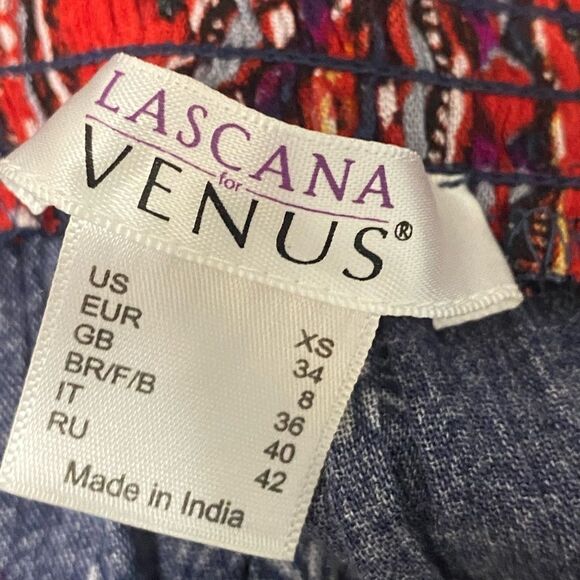 LASCANA
for
VENUS®
US XS
EUR 34
GB 8
BR/F/B 36
IT 40
RU 42
Made in India